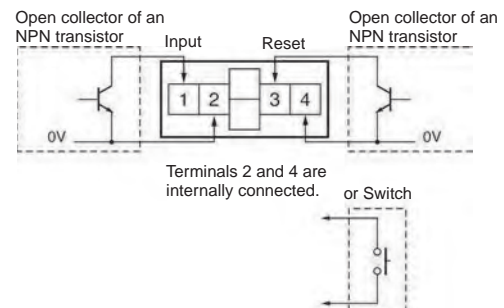 Open collector of an
NPN transistor
Open collector of an
NPN transistor
Input
Reset
1 2 3 4
0V
0V
Terminals 2 and 4 are
internally connected.
or Switch